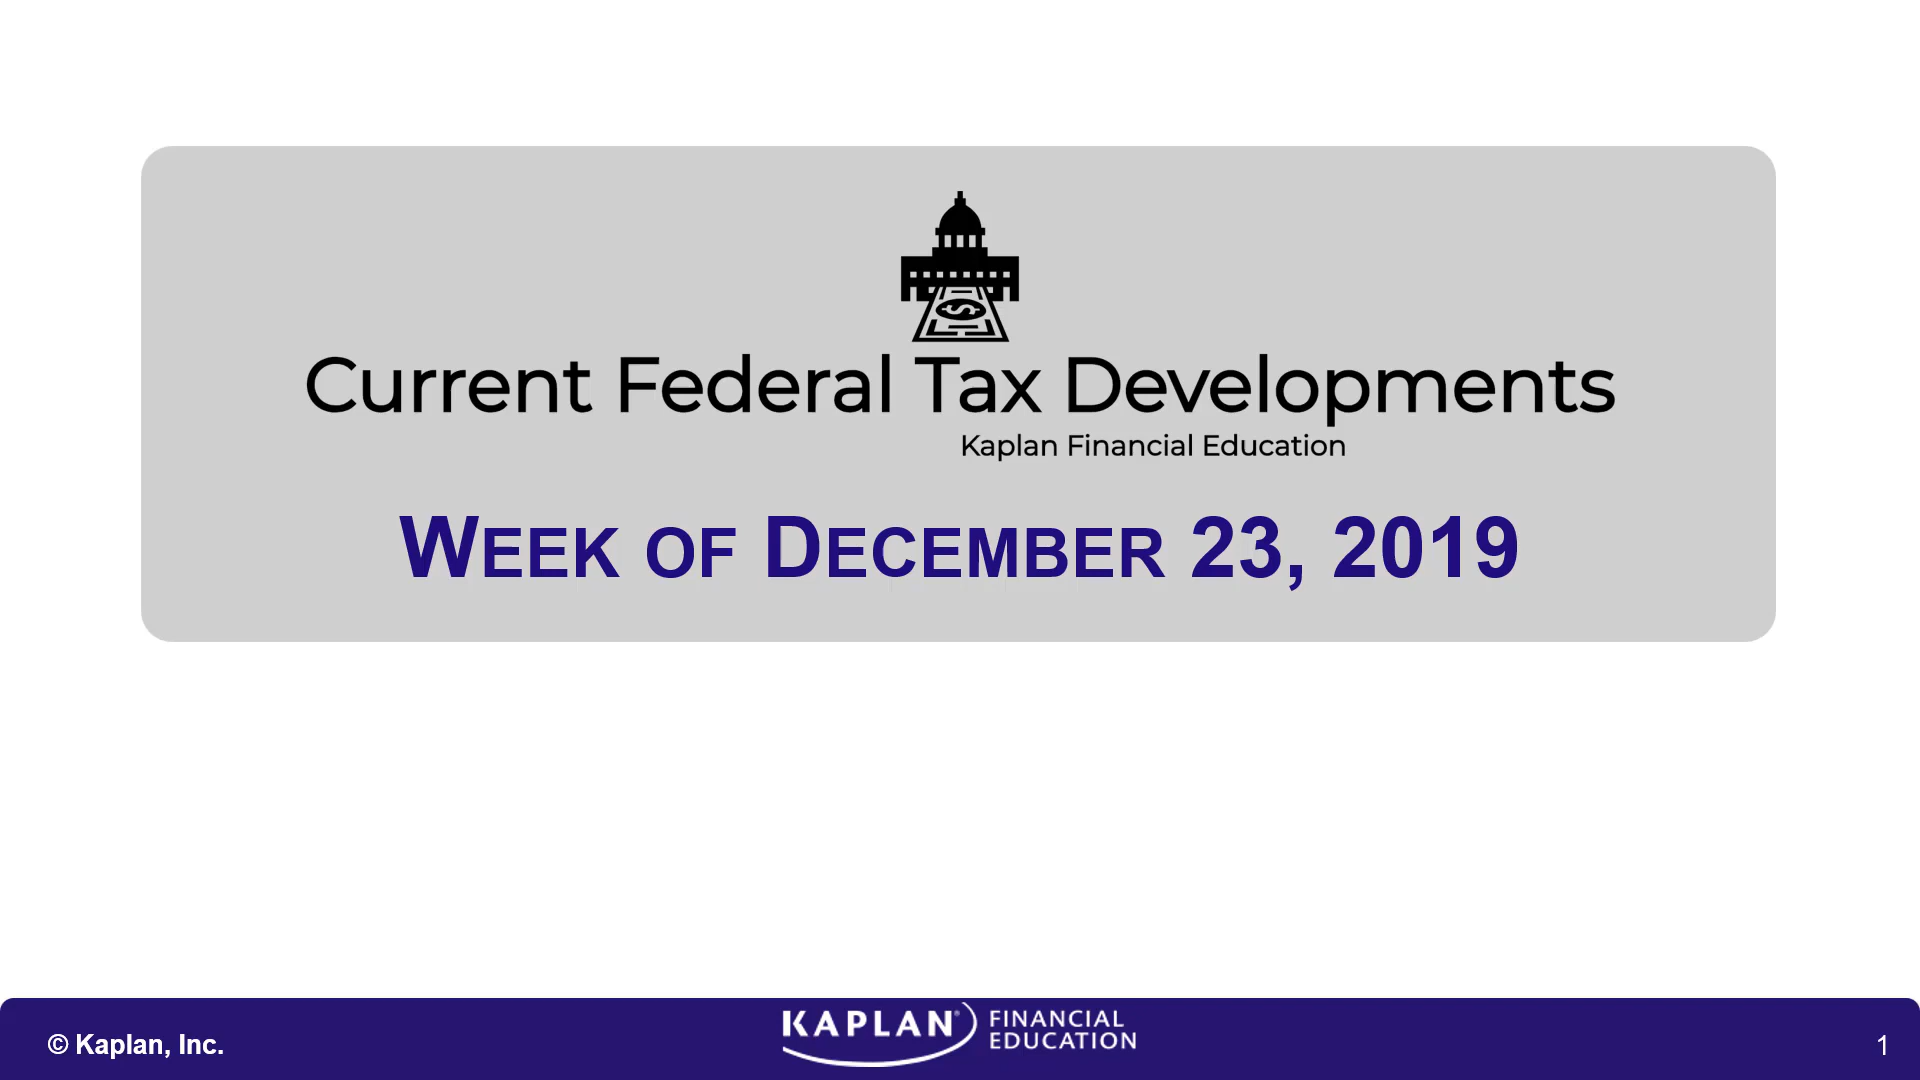 Current Federal Tax Developments
Kaplan Financial Education
WEEK OF DECEMBER 23, 2019
© Kaplan, Inc.
KAPLAN® FINANCIAL
EDUCATION
1